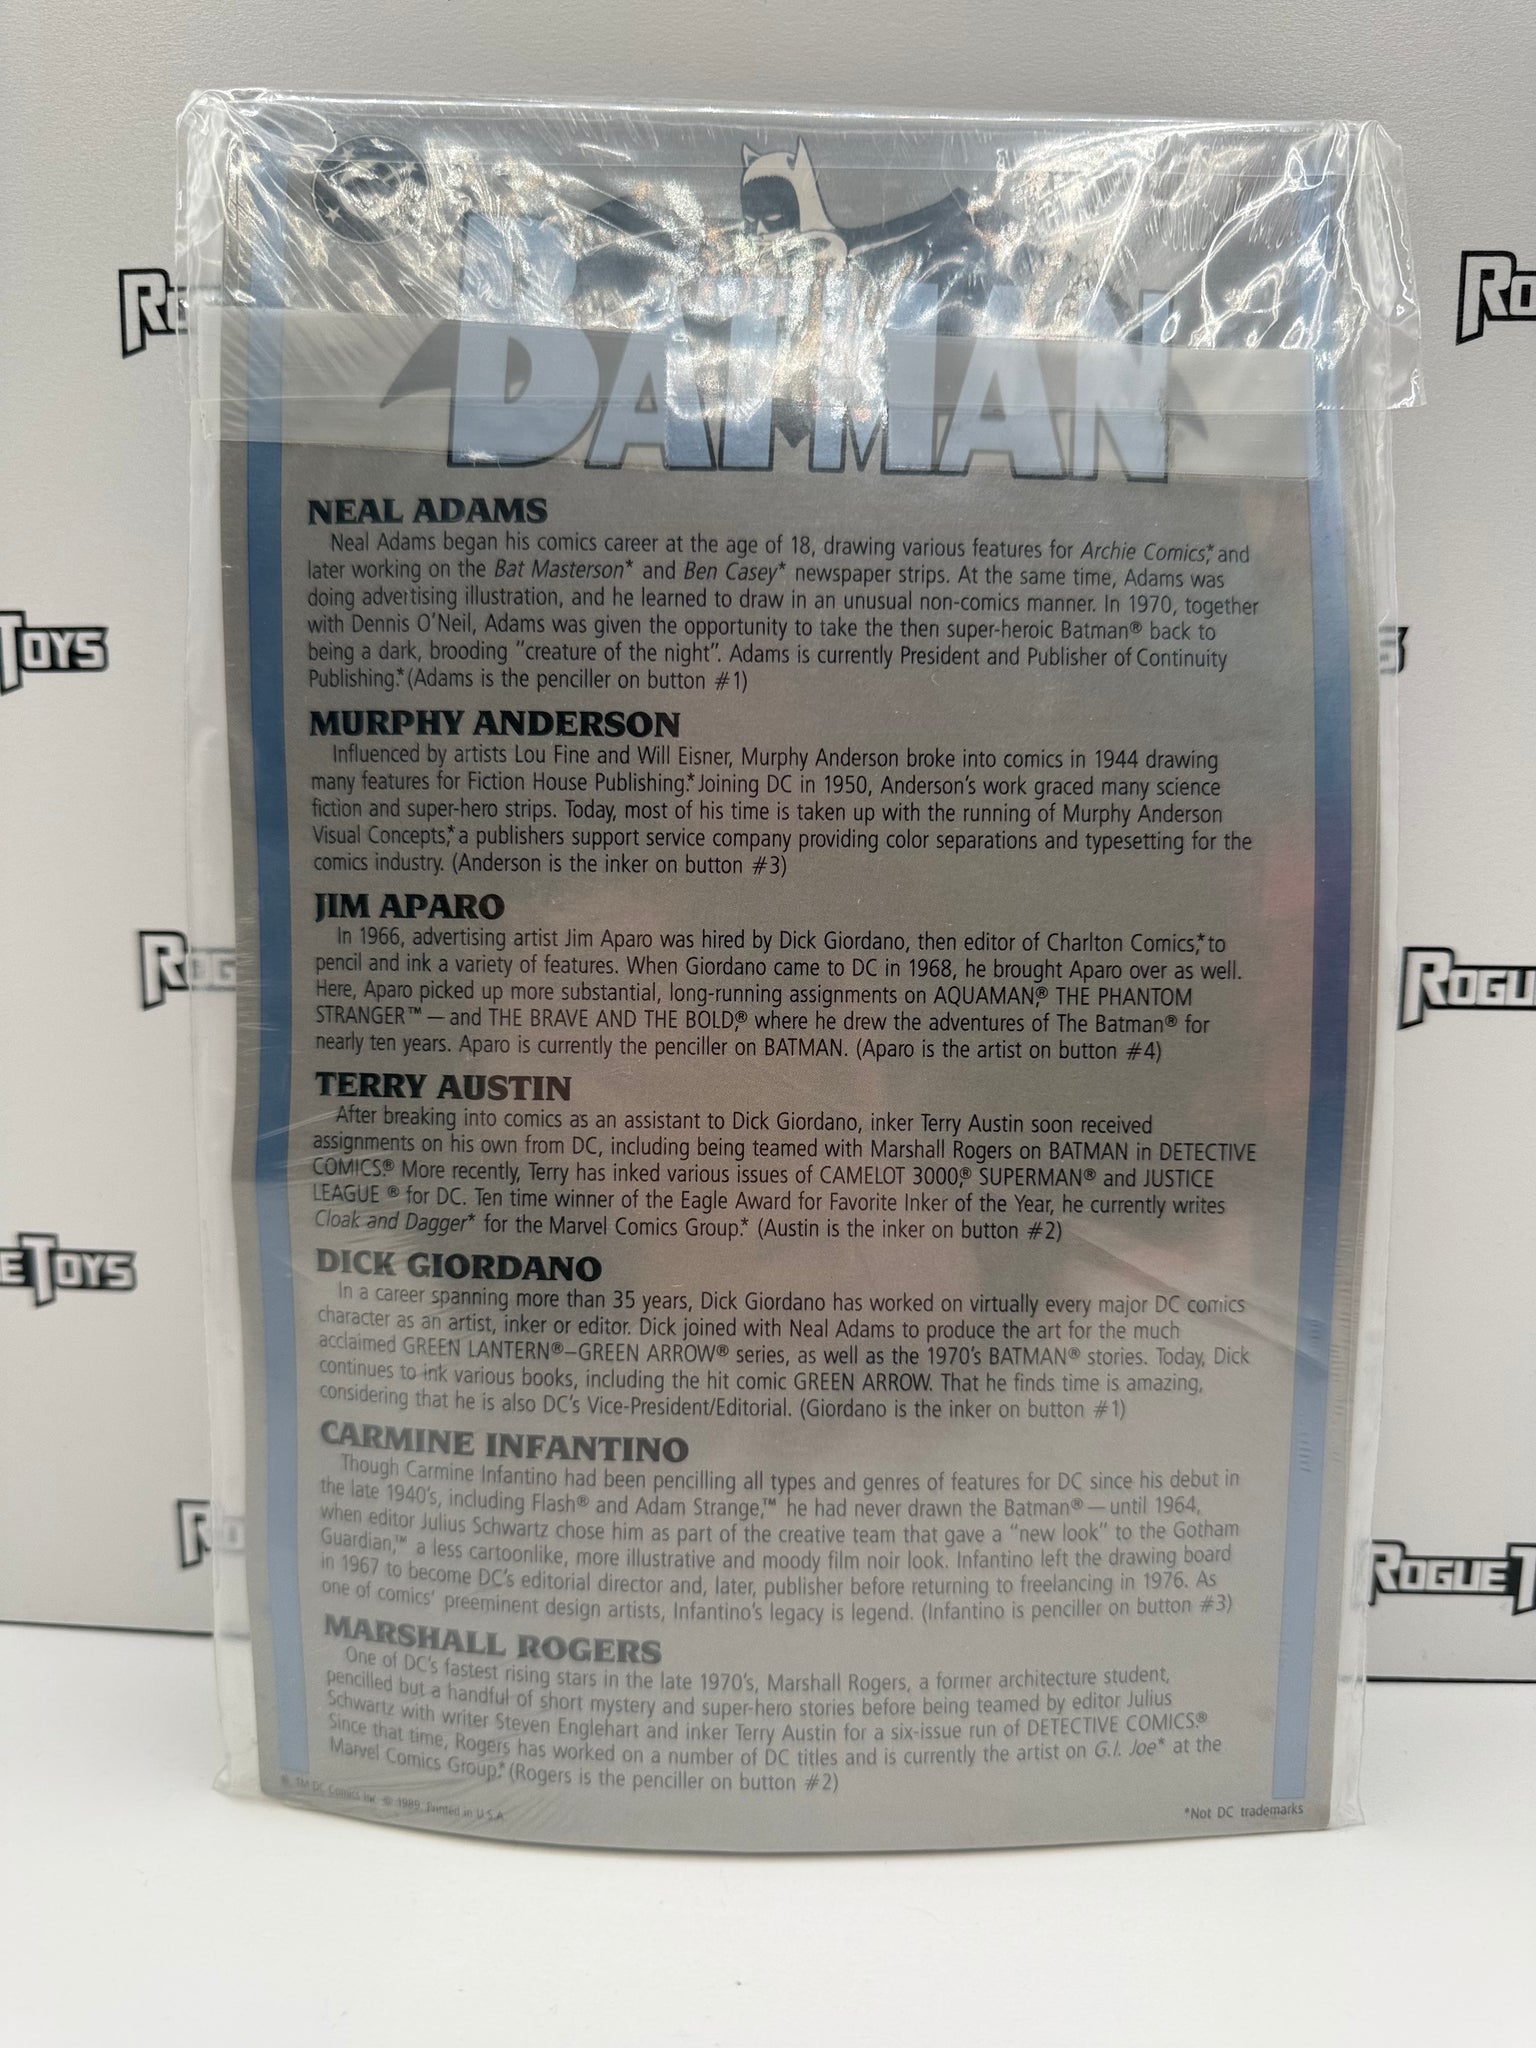 BATMAN
NEAL ADAMS
Neal Adams began his comics career at the age of 18, drawing various features for Archie Comics,* and
later working on the Bat Masterson* and Ben Casey* newspaper strips. At the same time, Adams was
doing advertising illustration, and he learned to draw in an unusual non-comics manner. In 1970, together
with Dennis O'Neil, Adams was given the opportunity to take the then super-heroic Batman® back to
being a dark, brooding "creature of the night". Adams is currently President and Publisher of Continuity
Publishing.* (Adams is the penciller on button #1)
MURPHY ANDERSON
Influenced by artists Lou Fine and Will Eisner, Murphy Anderson broke into comics in 1944 drawing
many features for Fiction House Publishing.* Joining DC in 1950, Anderson's work graced many science
fiction and super-hero strips. Today, most of his time is taken up with the running of Murphy Anderson
Visual Concepts,* a publishers support service company providing color separations and typesetting for the
comics industry. (Anderson is the inker on button #3)
JIM APARO
In 1966, advertising artist Jim Aparo was hired by Dick Giordano, then editor of Charlton Comics,* to
pencil and ink a variety of features. When Giordano came to DC in 1968, he brought Aparo over as well.
Here, Aparo picked up more substantial, long-running assignments on AQUAMAN,® THE PHANTOM
STRANGER™ — and THE BRAVE AND THE BOLD,® where he drew the adventures of The Batman® for
nearly ten years. Aparo is currently the penciller on BATMAN. (Aparo is the artist on button #4)
TERRY AUSTIN
After breaking into comics as an assistant to Dick Giordano, inker Terry Austin soon received
assignments on his own from DC, including being teamed with Marshall Rogers on BATMAN in DETECTIVE
COMICS.® More recently, Terry has inked various issues of CAMELOT 3000,® SUPERMAN® and JUSTICE
LEAGUE ® for DC. Ten time winner of the Eagle Award for Favorite Inker of the Year, he currently writes
Cloak and Dagger* for the Marvel Comics Group.* (Austin is the inker on button #2)
DICK GIORDANO
In a career spanning more than 35 years, Dick Giordano has worked on virtually every major DC comics
character as an artist, inker or editor. Dick joined with Neal Adams to produce the art for the much
acclaimed GREEN LANTERN®–GREEN ARROW® series, as well as the 1970's BATMAN® stories. Today, Dick
continues to ink various books, including the hit comic GREEN ARROW. That he finds time is amazing,
considering that he is also DC's Vice-President/Editorial. (Giordano is the inker on button #1)
CARMINE INFANTINO
Though Carmine Infantino had been pencilling all types and genres of features for DC since his debut in
the late 1940's, including Flash® and Adam Strange,™ he had never drawn the Batman® — until 1964,
when editor Julius Schwartz chose him as part of the creative team that gave a "new look" to the Gotham
Guardian,™ a less cartoonlike, more illustrative and moody film noir look. Infantino left the drawing board
in 1967 to become DC's editorial director and, later, publisher before returning to freelancing in 1976. As
one of comics' preeminent design artists, Infantino's legacy is legend. (Infantino is penciller on button #3)
MARSHALL ROGERS
One of DC's fastest rising stars in the late 1970's, Marshall Rogers, a former architecture student,
pencilled but a handful of short mystery and super-hero stories before being teamed by editor Julius
Schwartz with writer Steven Englehart and inker Terry Austin for a six-issue run of DETECTIVE COMICS.®
Since that time, Rogers has worked on a number of DC titles and is currently the artist on G.I. Joe* at the
Marvel Comics Group.* (Rogers is the penciller on button #2)
®, TM DC Comics Inc. © 1989. Printed in U.S.A.
*Not DC trademarks
ROGUE
TOYS
ROGUE
E TOYS
RO
RO
ROGU
ROGUE T